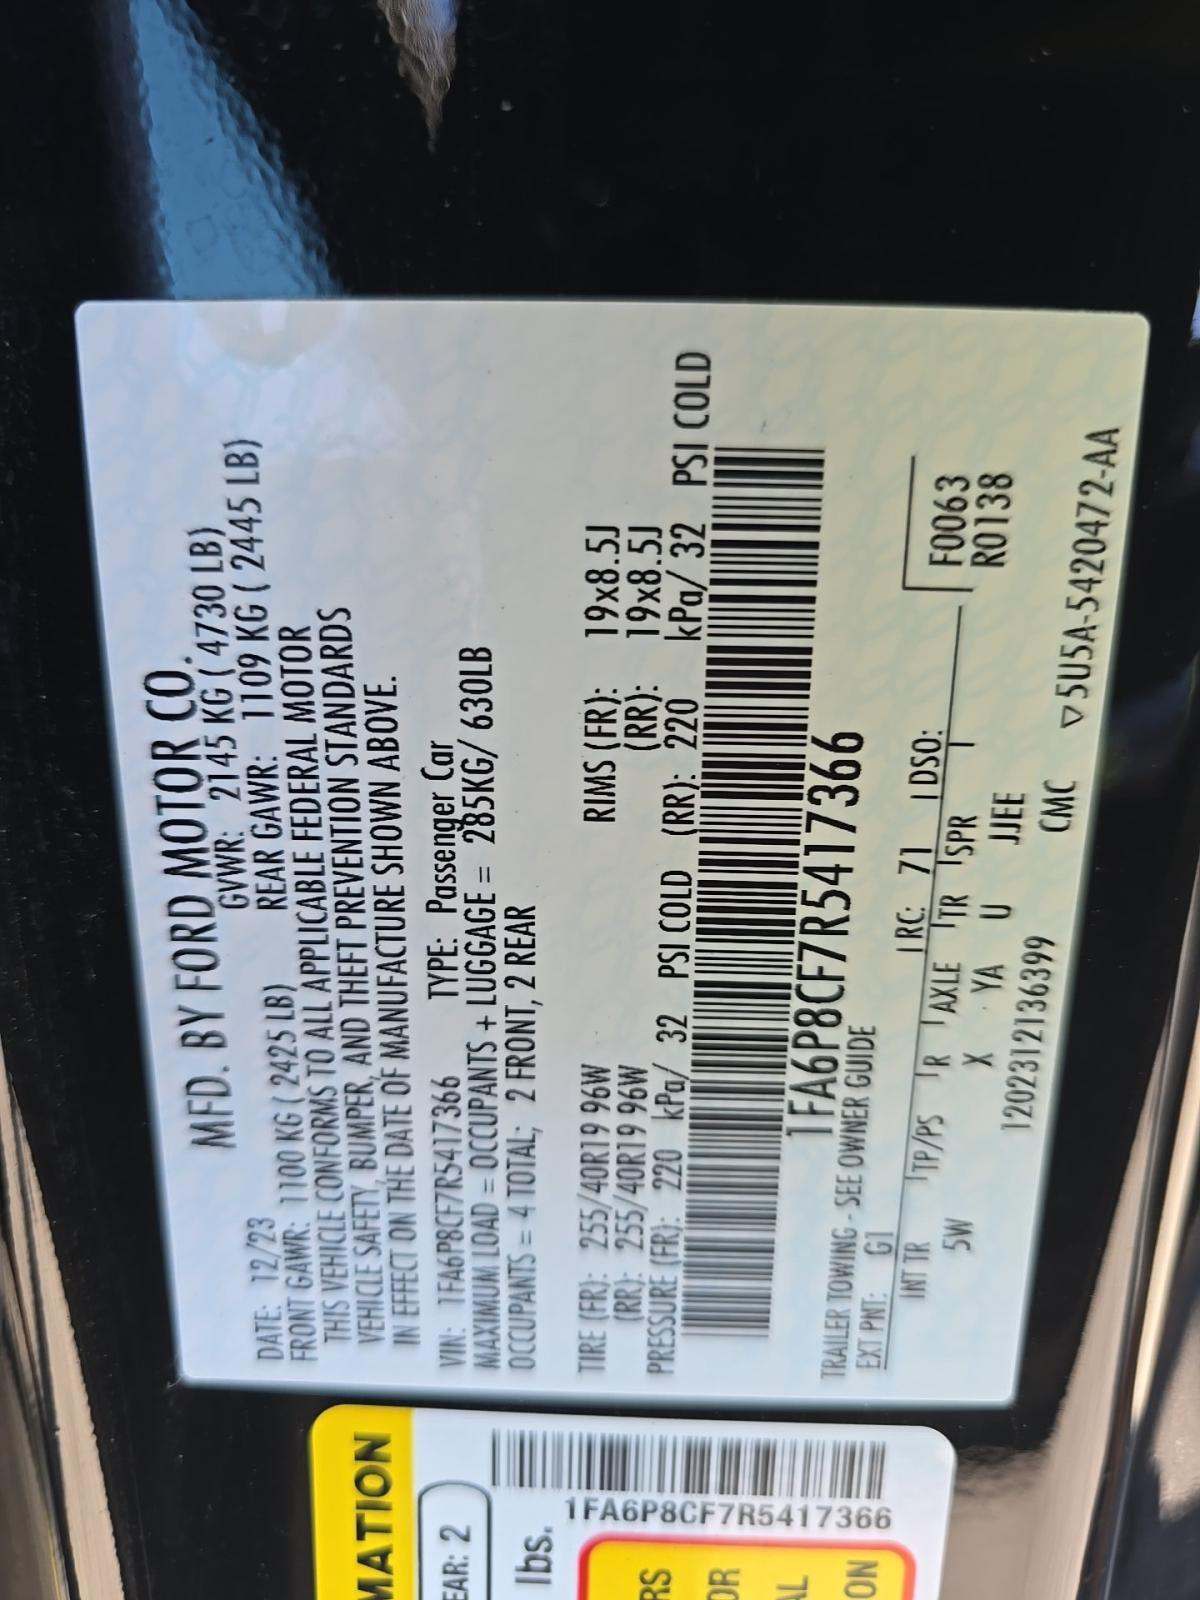 MFD. BY FORD MOTOR CO.
DATE: 12/23 GVWR: 2145 KG ( 4730 LB)
FRONT GAWR: 1100 KG ( 2425 LB) REAR GAWR: 1109 KG ( 2445 LB)
THIS VEHICLE CONFORMS TO ALL APPLICABLE FEDERAL MOTOR
VEHICLE SAFETY, BUMPER, AND THEFT PREVENTION STANDARDS
IN EFFECT ON THE DATE OF MANUFACTURE SHOWN ABOVE.
VIN: 1FA6P8CF7R5417366 TYPE: Passenger Car
MAXIMUM LOAD = OCCUPANTS + LUGGAGE = 285KG/ 630LB
OCCUPANTS = 4 TOTAL; 2 FRONT, 2 REAR
TIRE (FR): 255/40R19 96W RIMS (FR): 19x8.5J
(RR): 255/40R19 96W (RR): 19x8.5J
PRESSURE (FR): 220 kPa/ 32 PSI COLD (RR): 220 kPa/ 32 PSI COLD
1FA6P8CF7R5417366
TRAILER TOWING - SEE OWNER GUIDE
EXT PNT: G1 RC: 71 DSO:
F0063
R0138
INT TR TP/PS R AXLE TR SPR
5W X YA U JJEE
12023121136399 CMC ▽5U5A-5420472-AA
MATION
EAR: 2
lbs.
1FA6P8CF7R5417366
RS
OR
AL
ON